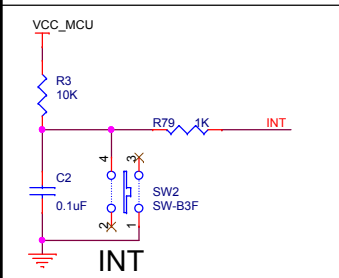 VCC_MCU
R3
10K
R79 1K INT
4 3
C2
0.1uF
SW2
SW-B3F
2 1
INT